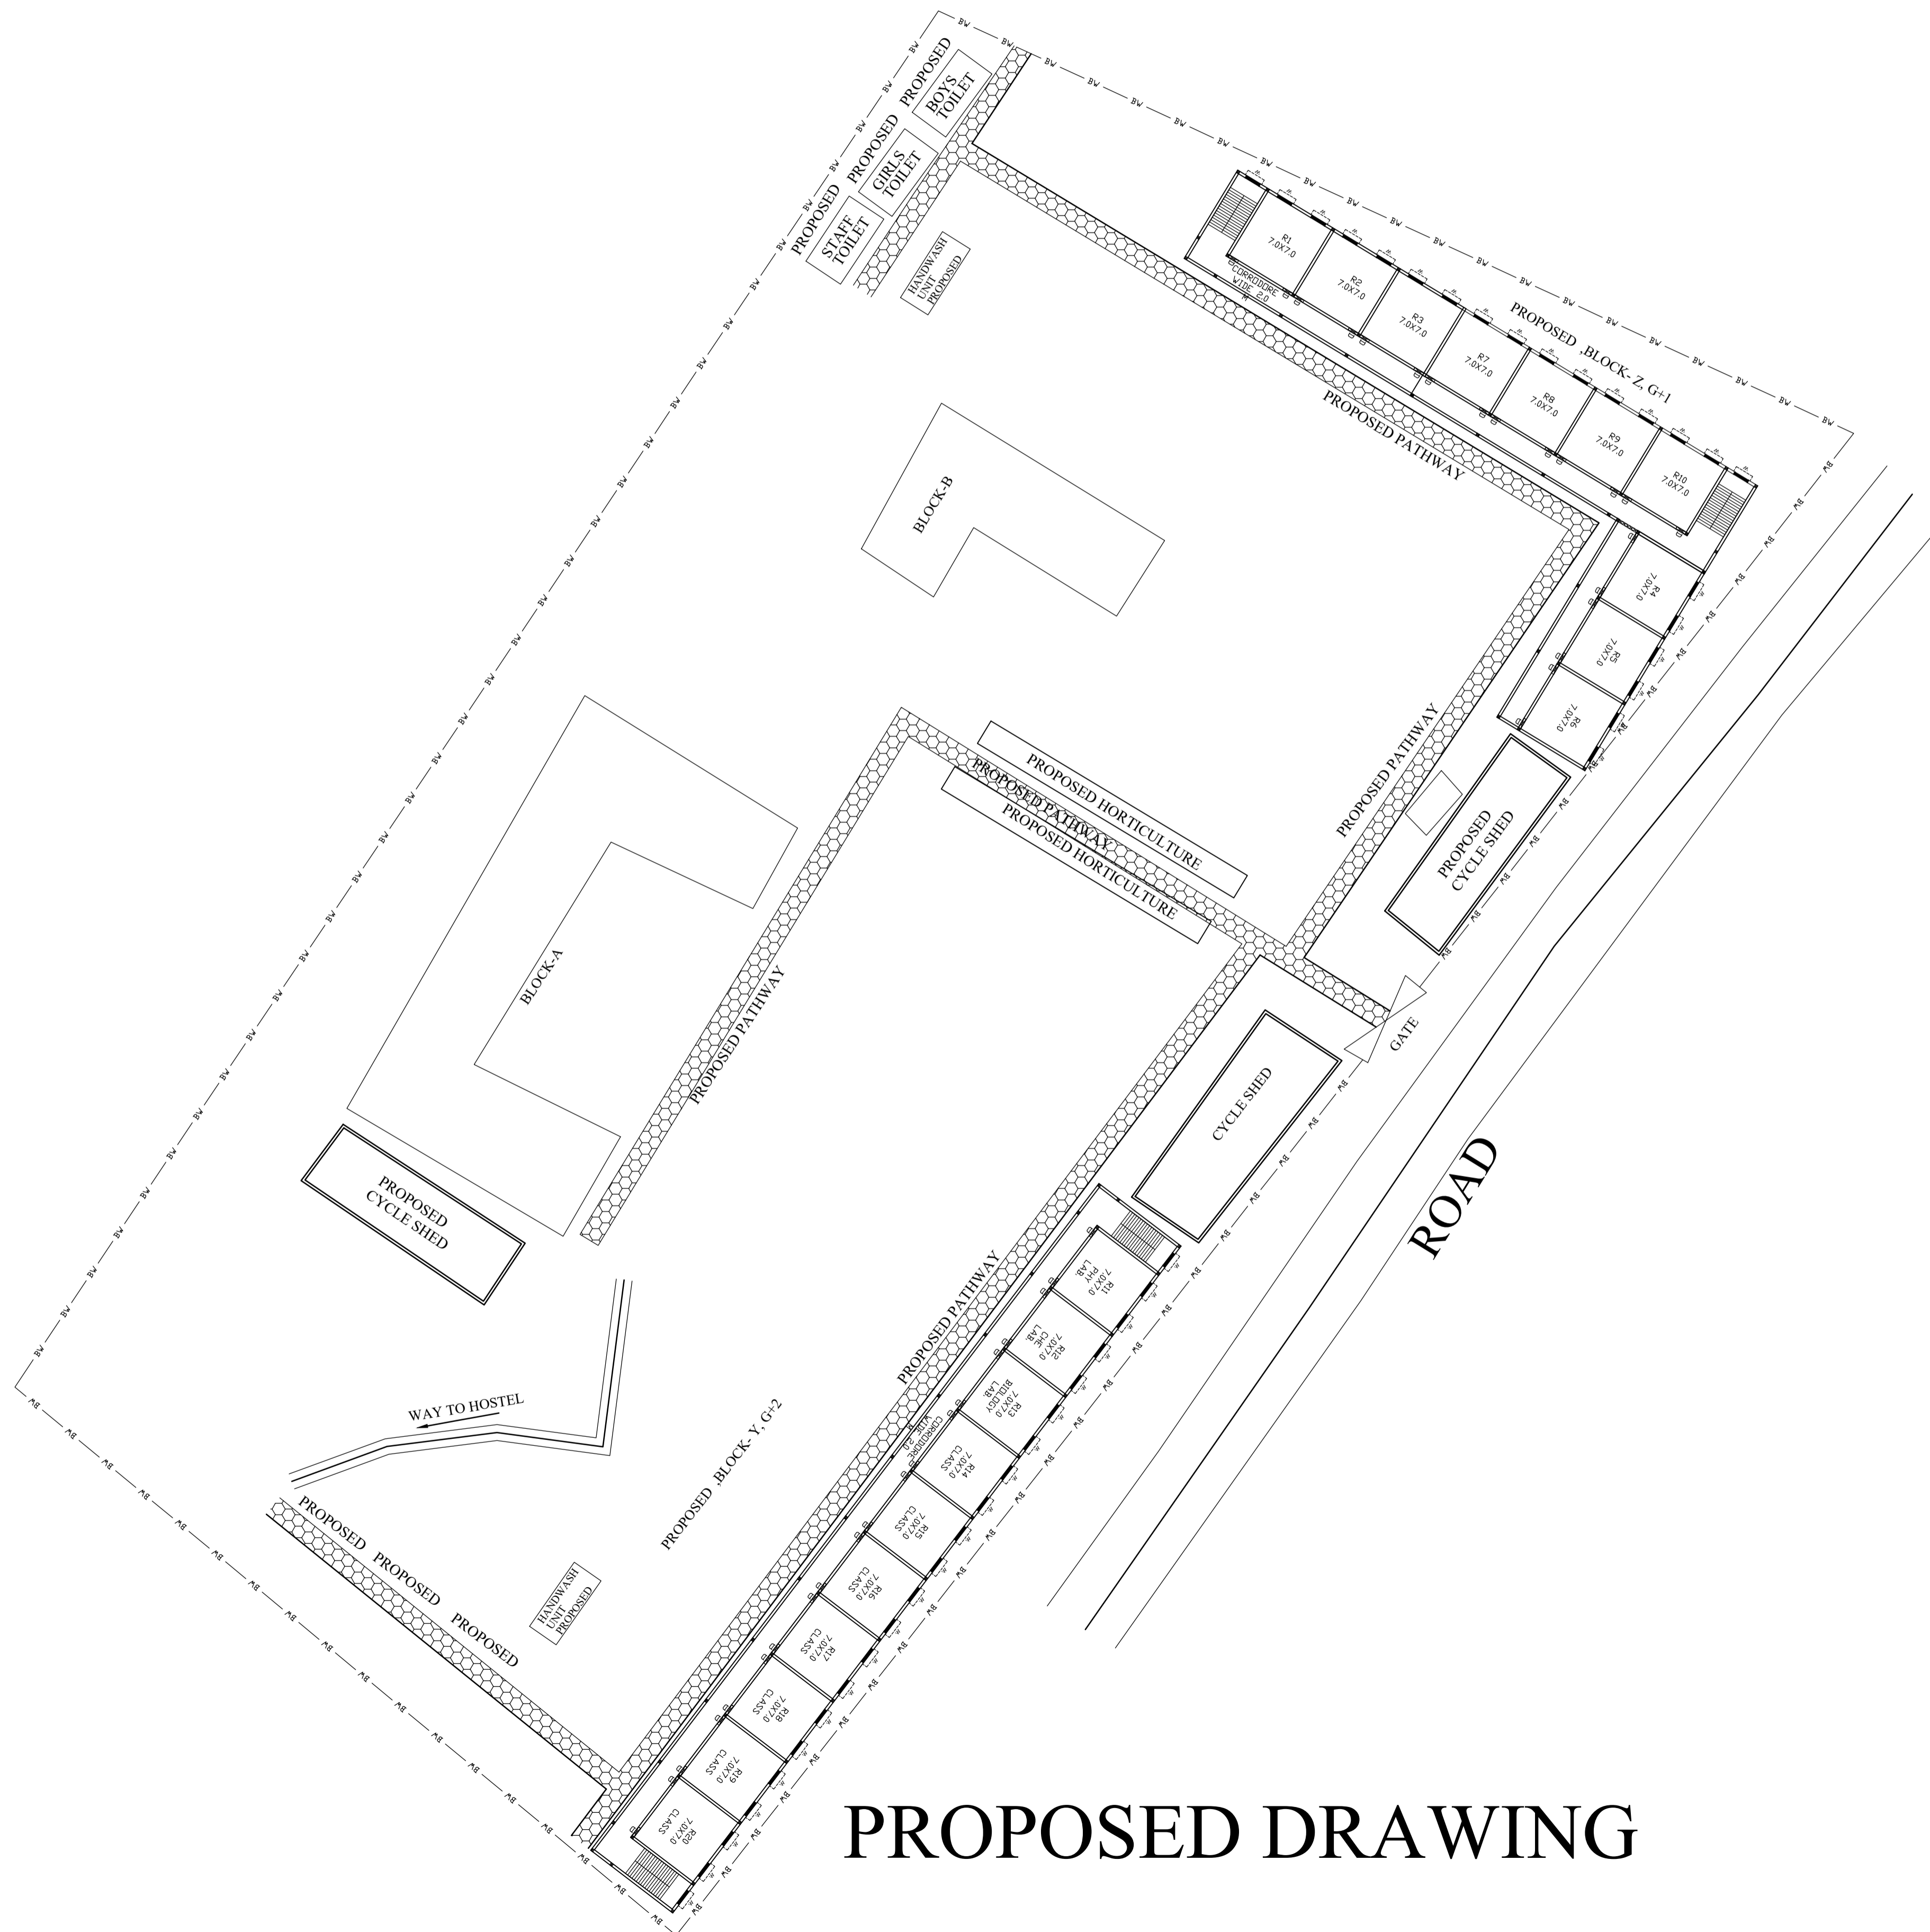 PROPOSED
BOYS
TOILET
PROPOSED
GIRLS
TOILET
PROPOSED
STAFF
TOILET
HANDWASH
UNIT
PROPOSED
R1
7.0X7.0
CORRODORE
WIDE 2.0
M
R2
7.0X7.0
R3
7.0X7.0
R7
7.0X7.0
R8
7.0X7.0
R9
7.0X7.0
R10
7.0X7.0
PROPOSED ,BLOCK- Z, G+1
PROPOSED PATHWAY
R4
7.0X7.0
R5
7.0X7.0
R6
7.0X7.0
BLOCK-B
PROPOSED PATHWAY
PROPOSED HORTICULTURE
PROPOSED PATHWAY
PROPOSED HORTICULTURE
PROPOSED
CYCLE SHED
BLOCK-A
PROPOSED PATHWAY
GATE
CYCLE SHED
ROAD
PROPOSED
CYCLE SHED
PROPOSED PATHWAY
WAY TO HOSTEL
PROPOSED ,BLOCK- Y, G+2
R11
7.0X7.0
PHY
LAB.
R12
7.0X7.0
CHE
LAB.
R13
7.0X7.0
BIOLOGY
LAB.
CORRODORE
WIDE 2.0
M
R14
7.0X7.0
CLASS
R15
7.0X7.0
CLASS
R16
7.0X7.0
CLASS
R17
7.0X7.0
CLASS
R18
7.0X7.0
CLASS
R19
7.0X7.0
CLASS
R20
7.0X7.0
CLASS
PROPOSED PROPOSED PROPOSED
HANDWASH
UNIT
PROPOSED
BW
PROPOSED DRAWING